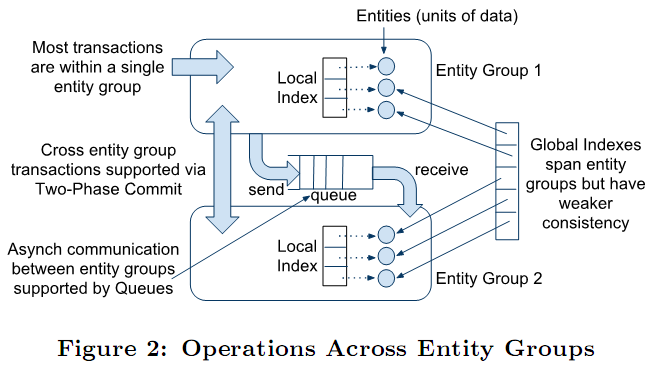 Entities (units of data)
Most transactions
are within a single
entity group
Local
Index
Entity Group 1
Cross entity group
transactions supported via
Two-Phase Commit
send
queue
receive
Global Indexes
span entity
groups but have
weaker
consistency
Asynch communication
between entity groups
supported by Queues
Local
Index
Entity Group 2
Figure 2: Operations Across Entity Groups